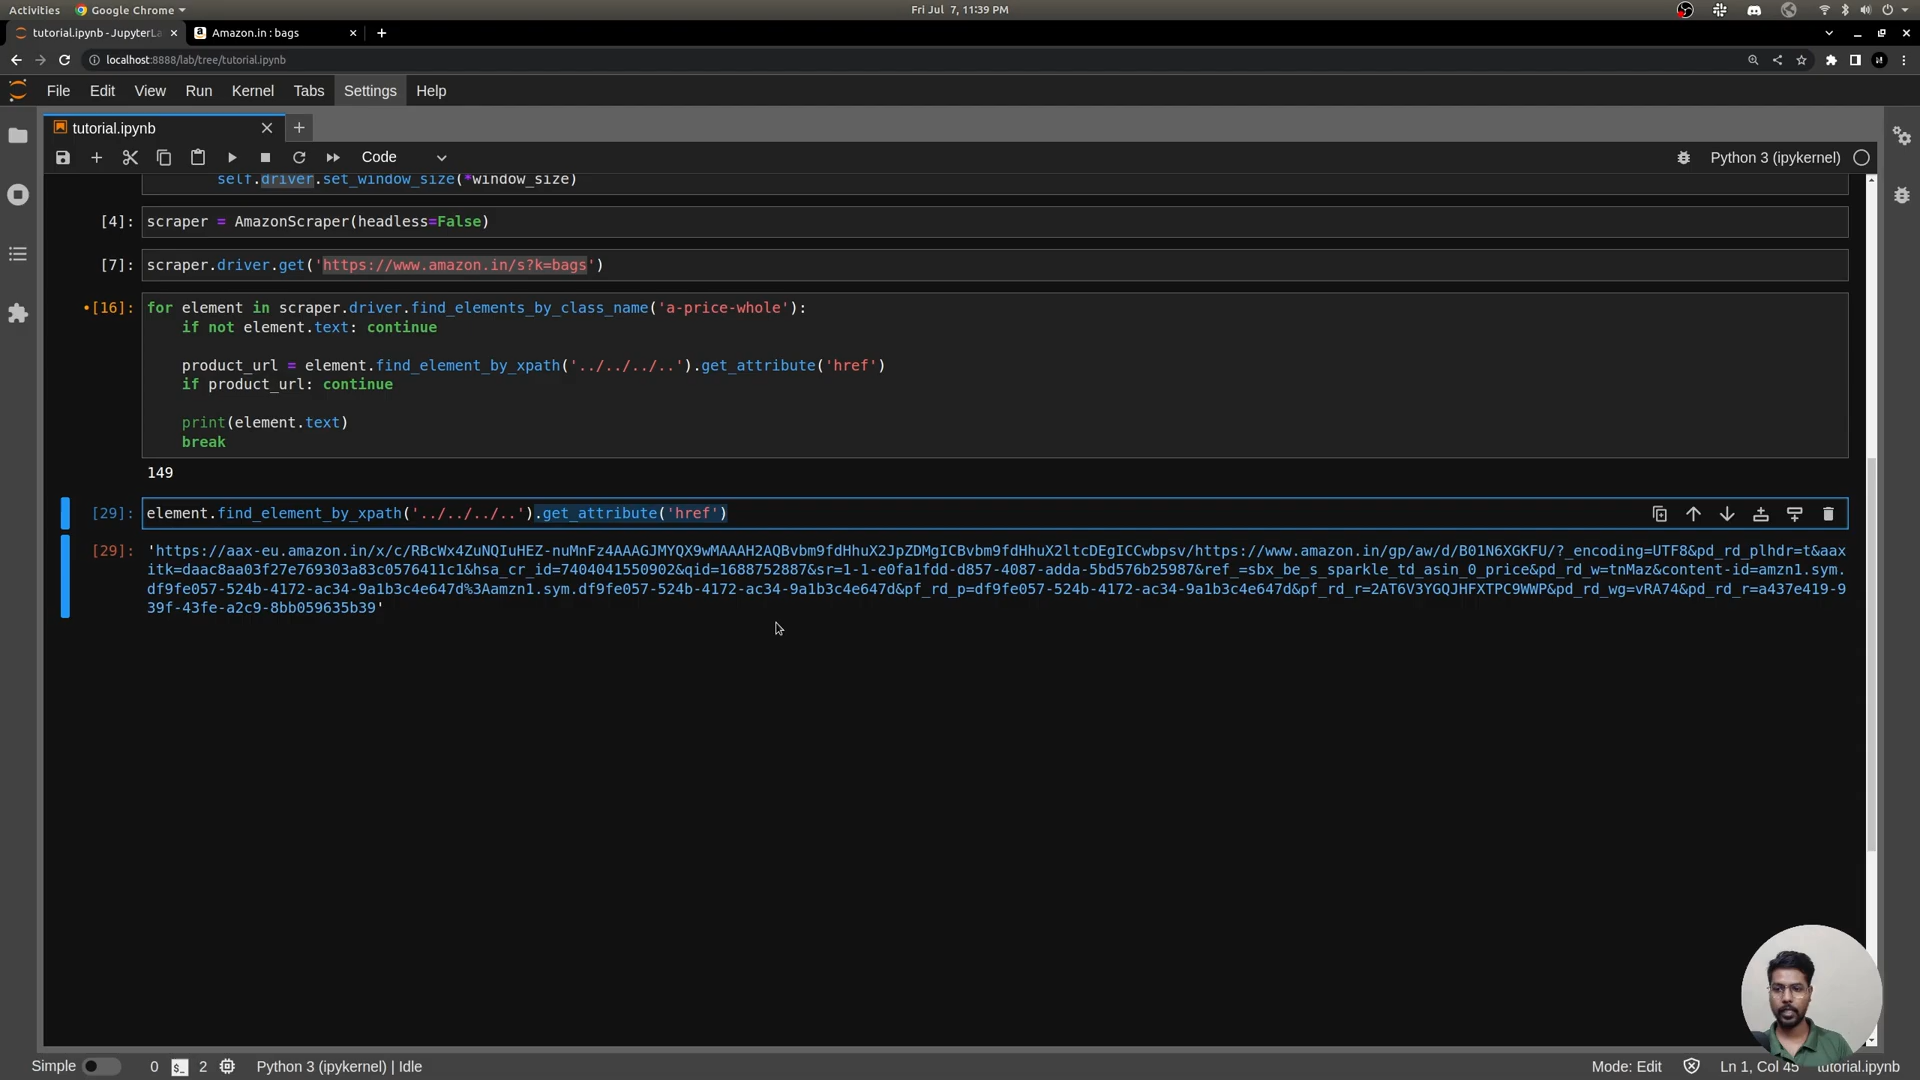 Activities
Google Chrome
Fri Jul 7, 11:39 PM
tutorial.ipynb - JupyterLa
Amazon.in : bags
localhost:8888/lab/tree/tutorial.ipynb
File Edit View Run Kernel Tabs Settings Help
tutorial.ipynb
Code
Python 3 (ipykernel)
self.driver.set_window_size(*window_size)
[4]: scraper = AmazonScraper(headless=False)
[7]: scraper.driver.get('https://www.amazon.in/s?k=bags')
•[16]: for element in scraper.driver.find_elements_by_class_name('a-price-whole'):
if not element.text: continue
product_url = element.find_element_by_xpath('../../../..').get_attribute('href')
if product_url: continue
print(element.text)
break
149
[29]: element.find_element_by_xpath('../../../..').get_attribute('href')
[29]: 'https://aax-eu.amazon.in/x/c/RBcWx4ZuNQIuHEZ-nuMnFz4AAAGJMYQX9wMAAAH2AQBvbm9fdHhuX2JpZDMgICBvbm9fdHhuX2ltcDEgICCwbpsv/https://www.amazon.in/gp/aw/d/B01N6XGKFU/?_encoding=UTF8&pd_rd_plhdr=t&aax
itk=daac8aa03f27e769303a83c0576411c1&hsa_cr_id=7404041550902&qid=1688752887&sr=1-1-e0fa1fdd-d857-4087-adda-5bd576b25987&ref_=sbx_be_s_sparkle_td_asin_0_price&pd_rd_w=tnMaz&content-id=amzn1.sym.
df9fe057-524b-4172-ac34-9a1b3c4e647d%3Aamzn1.sym.df9fe057-524b-4172-ac34-9a1b3c4e647d&pf_rd_p=df9fe057-524b-4172-ac34-9a1b3c4e647d&pf_rd_r=2AT6V3YGQJHFXTPC9WWP&pd_rd_wg=vRA74&pd_rd_r=a437e419-9
39f-43fe-a2c9-8bb059635b39'
Simple 0 2 Python 3 (ipykernel) | Idle
Mode: Edit
Ln 1, Col 45
tutorial.ipynb